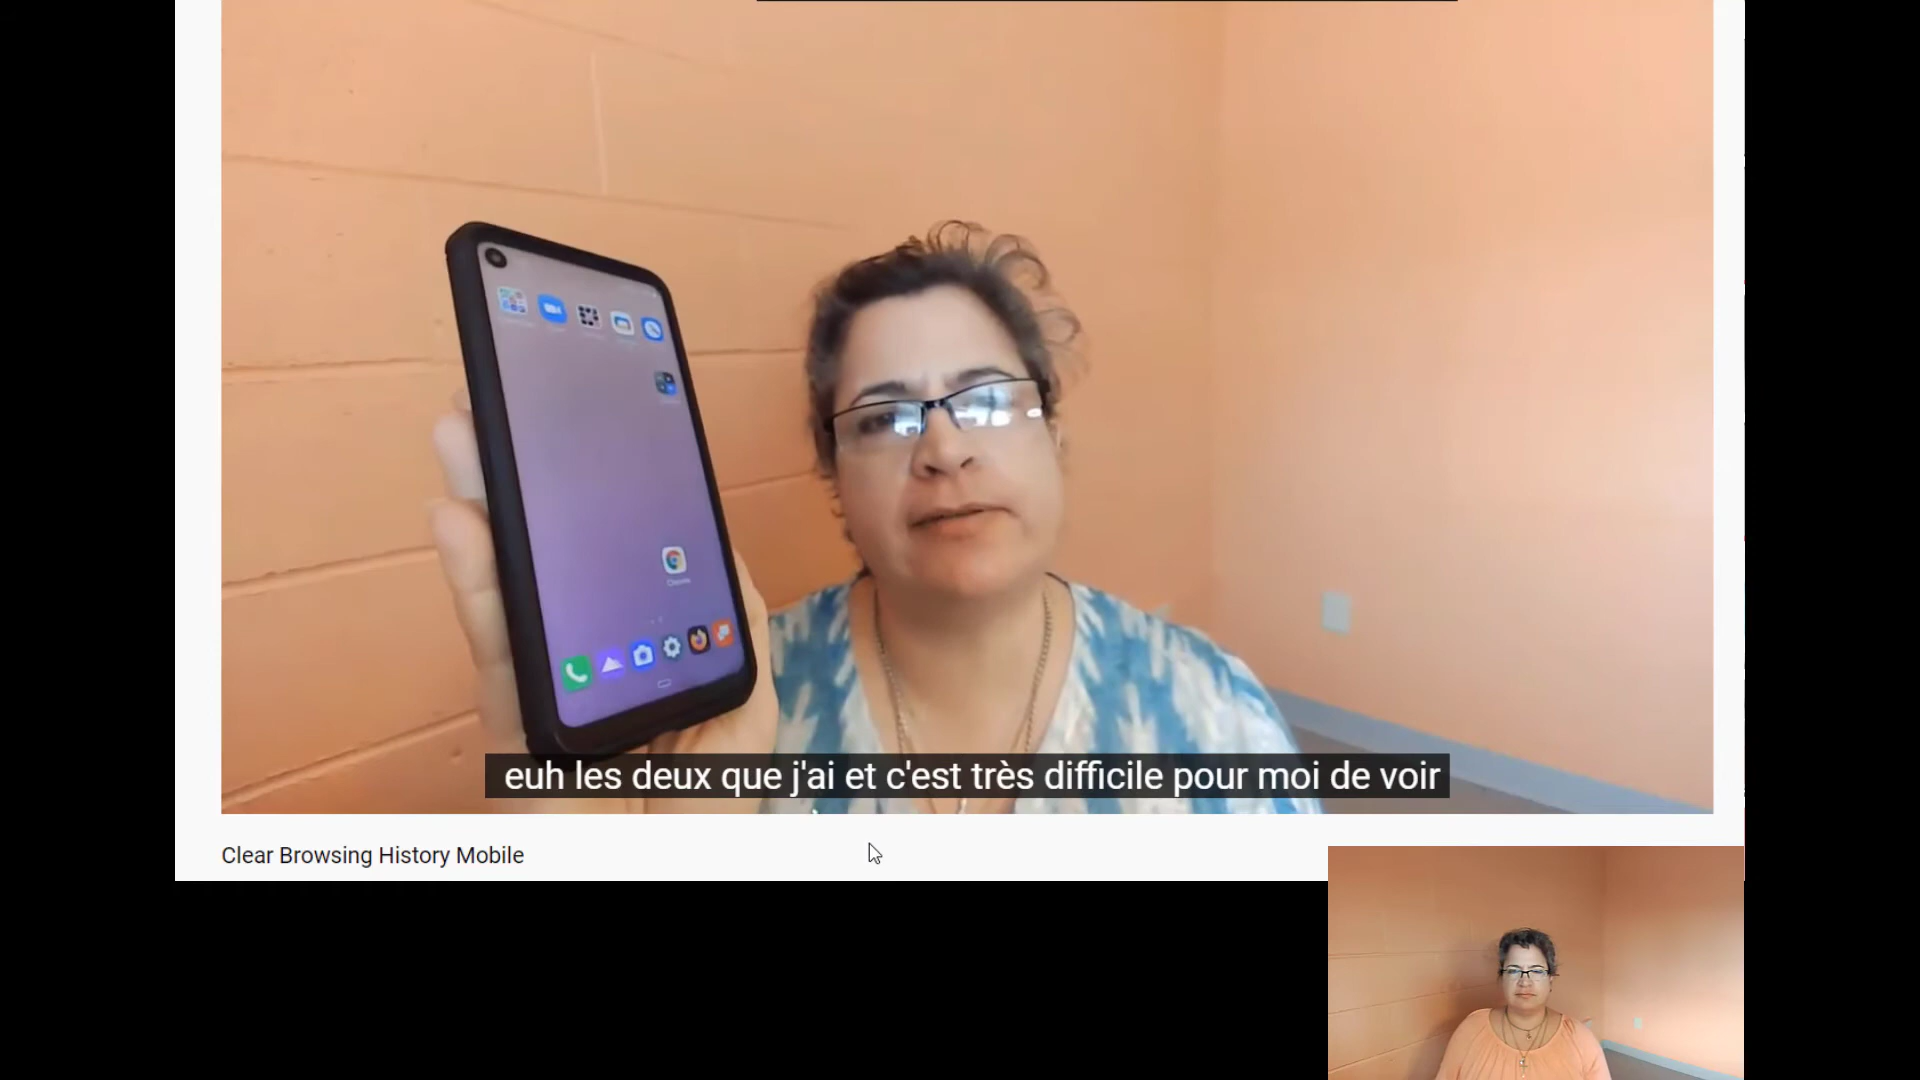 euh les deux que j'ai et c'est très difficile pour moi de voir
Clear Browsing History Mobile